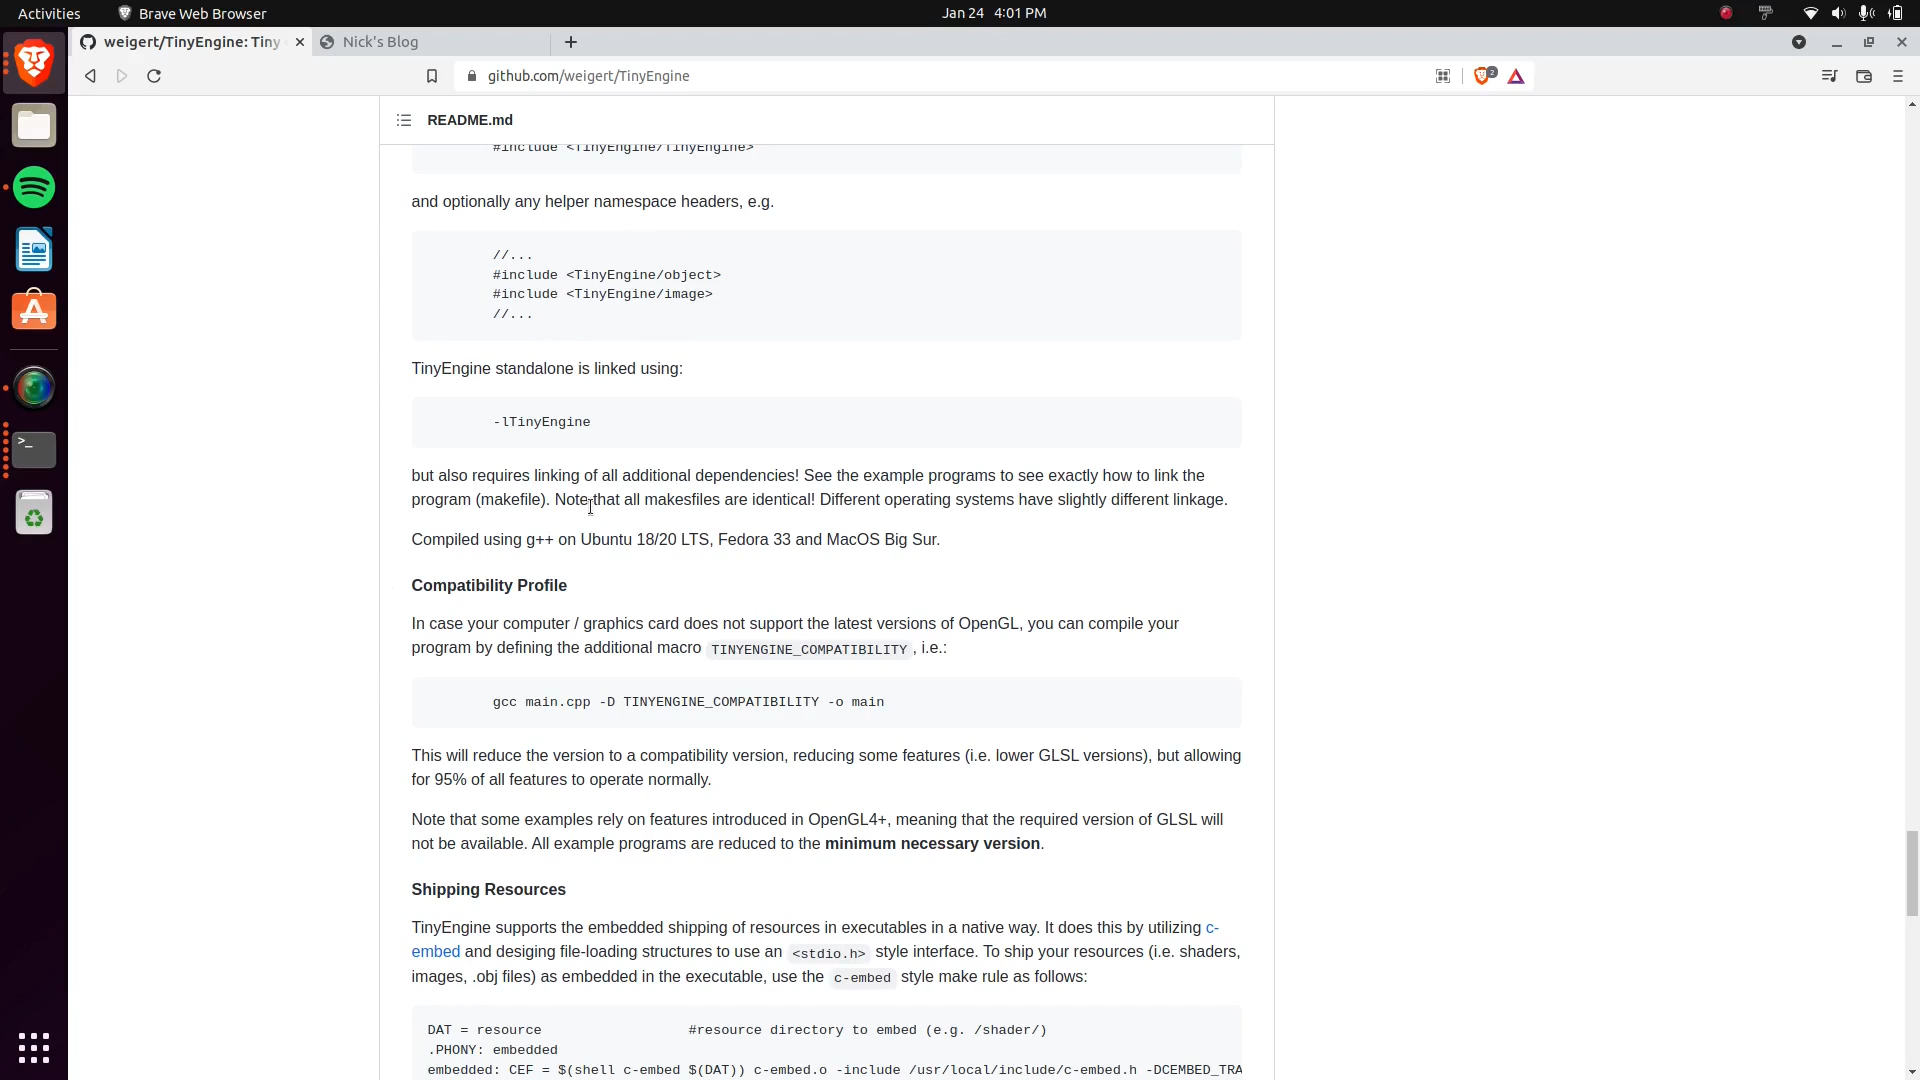 Activities
Brave Web Browser
Jan 24 4:01 PM
weigert/TinyEngine: Tiny
Nick's Blog
github.com/weigert/TinyEngine
2
README.md
#include <TinyEngine/TinyEngine>
and optionally any helper namespace headers, e.g.
//...
#include <TinyEngine/object>
#include <TinyEngine/image>
//...
TinyEngine standalone is linked using:
-lTinyEngine
but also requires linking of all additional dependencies! See the example programs to see exactly how to link the
program (makefile). Note that all makesfiles are identical! Different operating systems have slightly different linkage.
Compiled using g++ on Ubuntu 18/20 LTS, Fedora 33 and MacOS Big Sur.
Compatibility Profile
In case your computer / graphics card does not support the latest versions of OpenGL, you can compile your
program by defining the additional macro TINYENGINE_COMPATIBILITY, i.e.:
gcc main.cpp -D TINYENGINE_COMPATIBILITY -o main
This will reduce the version to a compatibility version, reducing some features (i.e. lower GLSL versions), but allowing
for 95% of all features to operate normally.
Note that some examples rely on features introduced in OpenGL4+, meaning that the required version of GLSL will
not be available. All example programs are reduced to the minimum necessary version.
Shipping Resources
TinyEngine supports the embedded shipping of resources in executables in a native way. It does this by utilizing c-
embed and desiging file-loading structures to use an <stdio.h> style interface. To ship your resources (i.e. shaders,
images, .obj files) as embedded in the executable, use the c-embed style make rule as follows:
DAT = resource #resource directory to embed (e.g. /shader/)
.PHONY: embedded
embedded: CEF = $(shell c-embed $(DAT)) c-embed.o -include /usr/local/include/c-embed.h -DCEMBED_TRA